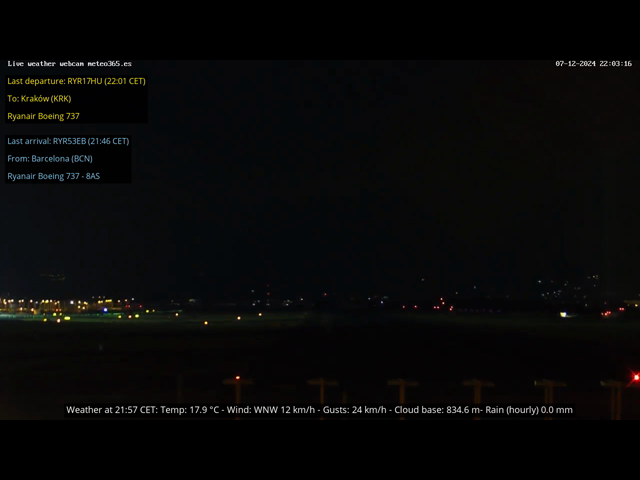 Live weather webcam meteo365.es
07-12-2024 22:03:16
Last departure: RYR17HU (22:01 CET)
To: Kraków (KRK)
Ryanair Boeing 737
Last arrival: RYR53EB (21:46 CET)
From: Barcelona (BCN)
Ryanair Boeing 737 - 8AS
Weather at 21:57 CET: Temp: 17.9 °C - Wind: WNW 12 km/h - Gusts: 24 km/h - Cloud base: 834.6 m- Rain (hourly) 0.0 mm